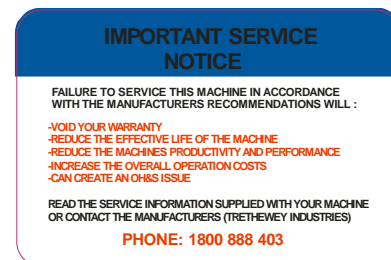 IMPORTANT SERVICE
NOTICE
FAILURE TO SERVICE THIS MACHINE IN ACCORDANCE
WITH THE MANUFACTURERS RECOMMENDATIONS WILL :
-VOID YOUR WARRANTY
-REDUCE THE EFFECTIVE LIFE OF THE MACHINE
-REDUCE THE MACHINES PRODUCTIVITY AND PERFORMANCE
-INCREASE THE OVERALL OPERATION COSTS
-CAN CREATE AN OH&S ISSUE
READ THE SERVICE INFORMATION SUPPLIED WITH YOUR MACHINE
OR CONTACT THE MANUFACTURERS (TRETHEWEY INDUSTRIES)
PHONE: 1800 888 403